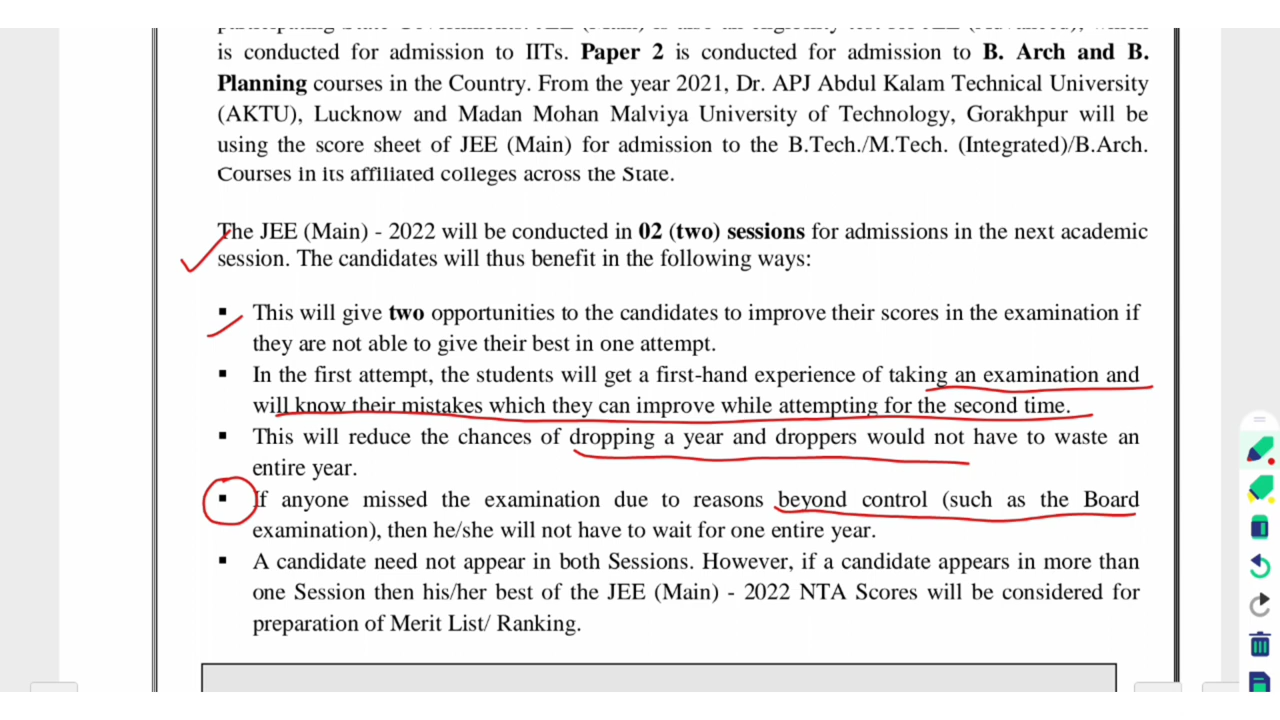 is conducted for admission to IITs. Paper 2 is conducted for admission to B. Arch and B.
Planning courses in the Country. From the year 2021, Dr. APJ Abdul Kalam Technical University
(AKTU), Lucknow and Madan Mohan Malviya University of Technology, Gorakhpur will be
using the score sheet of JEE (Main) for admission to the B.Tech./M.Tech. (Integrated)/B.Arch.
Courses in its affiliated colleges across the State.
The JEE (Main) - 2022 will be conducted in 02 (two) sessions for admissions in the next academic
session. The candidates will thus benefit in the following ways:
▪ This will give two opportunities to the candidates to improve their scores in the examination if
they are not able to give their best in one attempt.
▪ In the first attempt, the students will get a first-hand experience of taking an examination and
will know their mistakes which they can improve while attempting for the second time.
▪ This will reduce the chances of dropping a year and droppers would not have to waste an
entire year.
▪ If anyone missed the examination due to reasons beyond control (such as the Board
examination), then he/she will not have to wait for one entire year.
▪ A candidate need not appear in both Sessions. However, if a candidate appears in more than
one Session then his/her best of the JEE (Main) - 2022 NTA Scores will be considered for
preparation of Merit List/ Ranking.